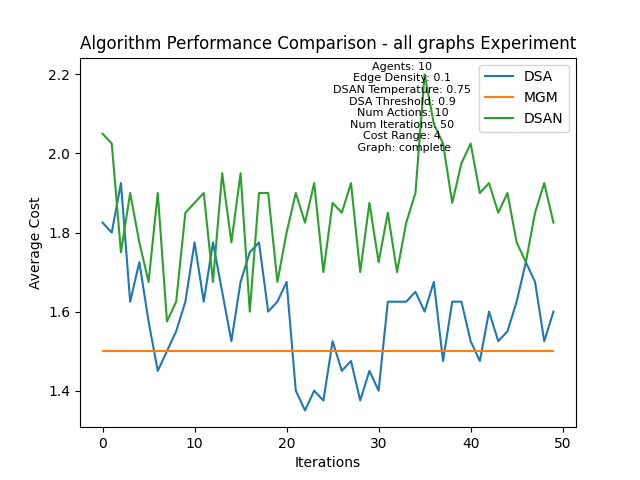 Algorithm Performance Comparison - all graphs Experiment
Agents: 10
Edge Density: 0.1
DSAN Temperature: 0.75
DSA Threshold: 0.9
Num Actions: 10
Num Iterations: 50
Cost Range: 4
Graph: complete
DSA
MGM
DSAN
Average Cost
2.2
2.0
1.8
1.6
1.4
0
10
20
30
40
50
Iterations